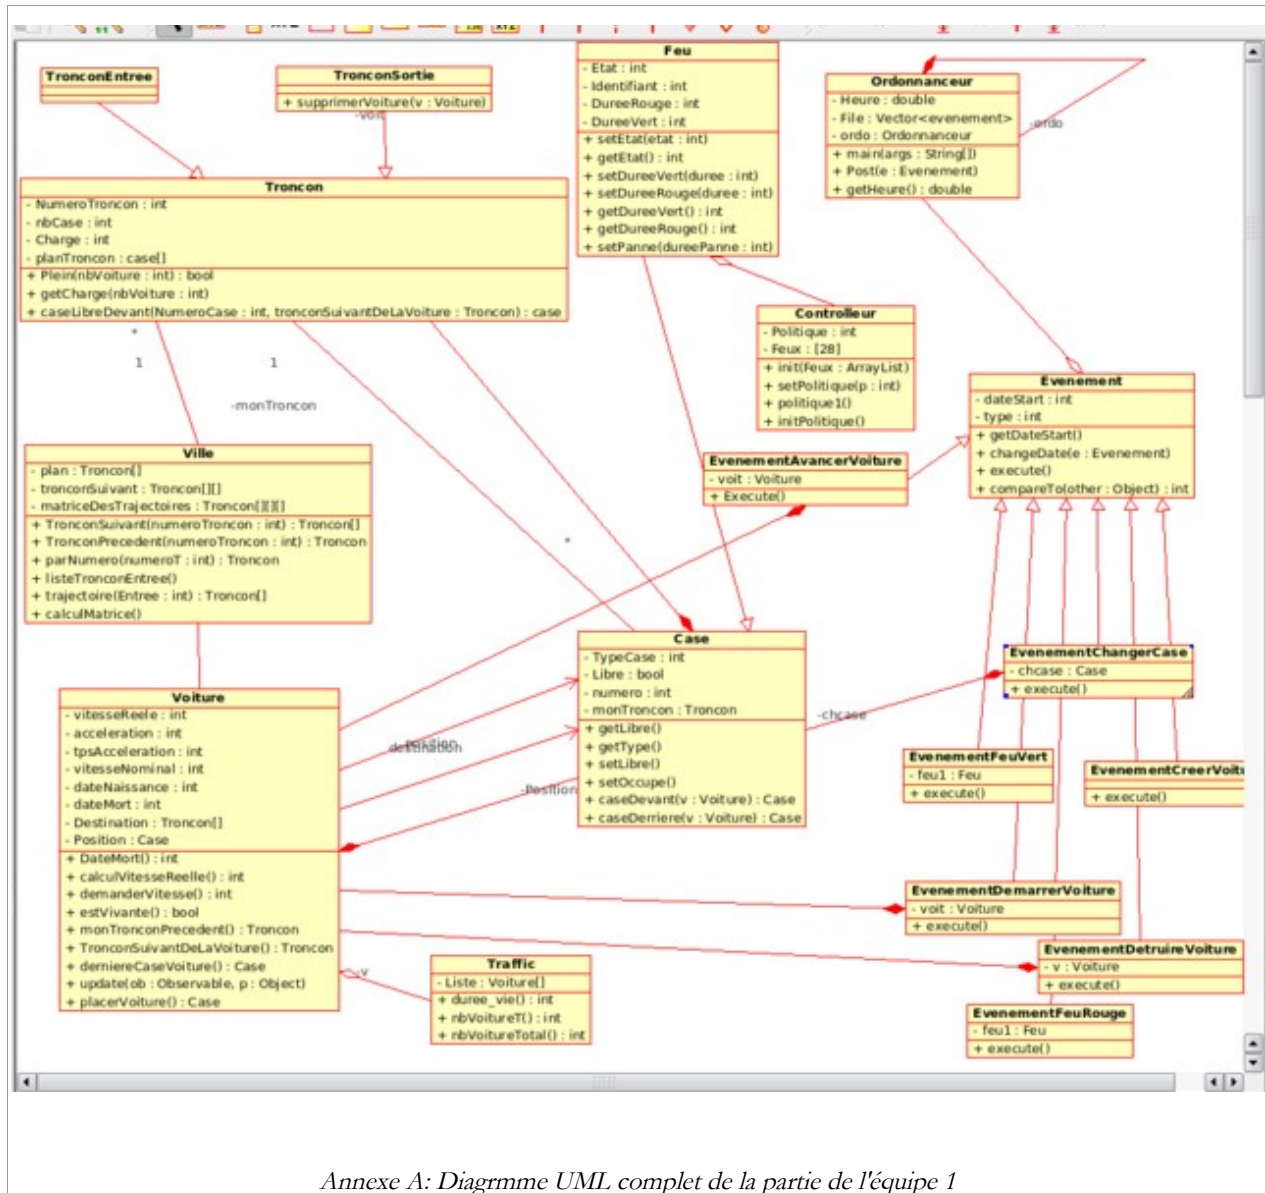 TronconEntree
TronconSortie
+ supprimerVoiture(v : Voiture)
-voit
Feu
- Etat : int
- Identifiant : int
- DureeRouge : int
- DureeVert : int
+ setEtat(etat : int)
+ getEtat() : int
+ setDureeVert(duree : int)
+ setDureeRouge(duree : int)
+ getDureeVert() : int
+ getDureeRouge() : int
+ setPanne(dureePanne : int)
Ordonnanceur
- Heure : double
- File : Vector<evenement>
- ordo : Ordonnanceur
+ main(args : String[])
+ Post(e : Evenement)
+ getHeure() : double
-ordo
Troncon
- NumeroTroncon : int
- nbCase : int
- Charge : int
- planTroncon : case[]
+ Plein(nbVoiture : int) : bool
+ getCharge(nbVoiture : int)
+ caseLibreDevant(NumeroCase : int, tronconSuivantDeLaVoiture : Troncon) : case
*
1
1
-monTroncon
*
Controlleur
- Politique : int
- Feux : [28]
+ init(Feux : ArrayList)
+ setPolitique(p : int)
+ politique1()
+ initPolitique()
Evenement
- dateStart : int
- type : int
+ getDateStart()
+ changeDate(e : Evenement)
+ execute()
+ compareTo(other : Object) : int
EvenementAvancerVoiture
- voit : Voiture
+ Execute()
Ville
- plan : Troncon[]
- tronconSuivant : Troncon[][]
- matriceDesTrajectoires : Troncon[][][]
+ TronconSuivant(numeroTroncon : int) : Troncon[]
+ TronconPrecedent(numeroTroncon : int) : Troncon
+ parNumero(numeroT : int) : Troncon
+ listeTronconEntree()
+ trajectoire(Entree : int) : Troncon[]
+ calculMatrice()
Case
- TypeCase : int
- Libre : bool
- numero : int
- monTroncon : Troncon
+ getLibre()
+ getType()
+ setLibre()
+ setOccupe()
+ caseDevant(v : Voiture) : Case
+ caseDerriere(v : Voiture) : Case
EvenementChangerCase
- chcase : Case
+ execute()
-chcase
Voiture
- vitesseReele : int
- acceleration : int
- tpsAcceleration : int
- vitesseNominal : int
- dateNaissance : int
- dateMort : int
- Destination : Troncon[]
- Position : Case
+ DateMort() : int
+ calculVitesseReelle() : int
+ demanderVitesse() : int
+ estVivante() : bool
+ monTronconPrecedent() : Troncon
+ TronconSuivantDeLaVoiture() : Troncon
+ derniereCaseVoiture() : Case
+ update(ob : Observable, p : Object)
+ placerVoiture() : Case
position
destination
-Position
EvenementFeuVert
- feu1 : Feu
+ execute()
EvenementCreerVoitu
+ execute()
EvenementDemarrerVoiture
- voit : Voiture
+ execute()
EvenementDetruireVoiture
- v : Voiture
+ execute()
-v
Traffic
- Liste : Voiture[]
+ duree_vie() : int
+ nbVoitureT() : int
+ nbVoitureTotal() : int
EvenementFeuRouge
- feu1 : Feu
+ execute()
Annexe A: Diagrmme UML complet de la partie de l'équipe 1